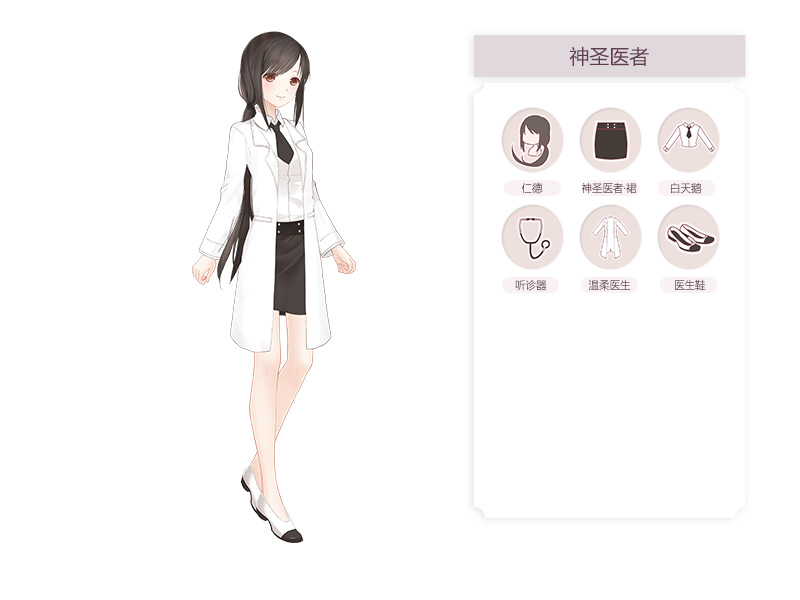 神圣医者
仁德
神圣医者·裙
白天鹅
听诊器
温柔医生
医生鞋